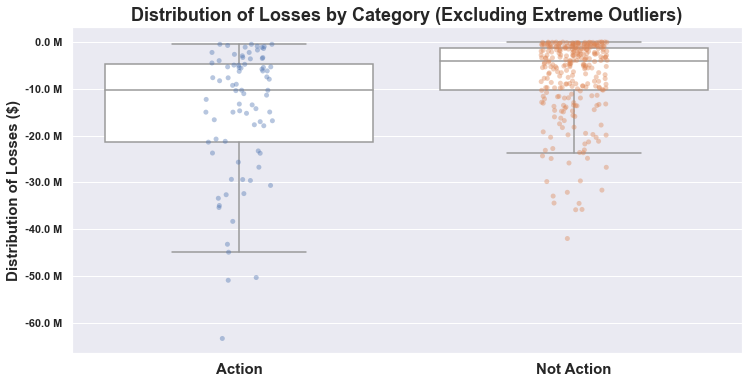 Distribution of Losses by Category (Excluding Extreme Outliers)
Distribution of Losses ($)
0.0 M
-10.0 M
-20.0 M
-30.0 M
-40.0 M
-50.0 M
-60.0 M
Action
Not Action